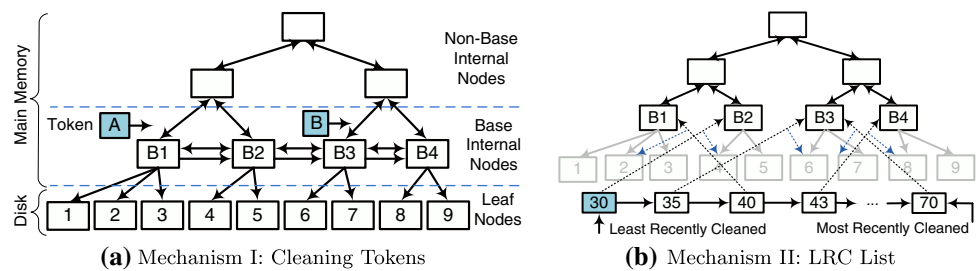 Main Memory
Disk
Non-Base
Internal
Nodes
Token
A
B
B1
B2
B3
B4
Base
Internal
Nodes
1
2
3
4
5
6
7
8
9
Leaf
Nodes
(a) Mechanism I: Cleaning Tokens
B1
B2
B3
B4
1
2
3
4
5
6
7
8
9
30
35
40
43
...
70
Least Recently Cleaned
Most Recently Cleaned
(b) Mechanism II: LRC List